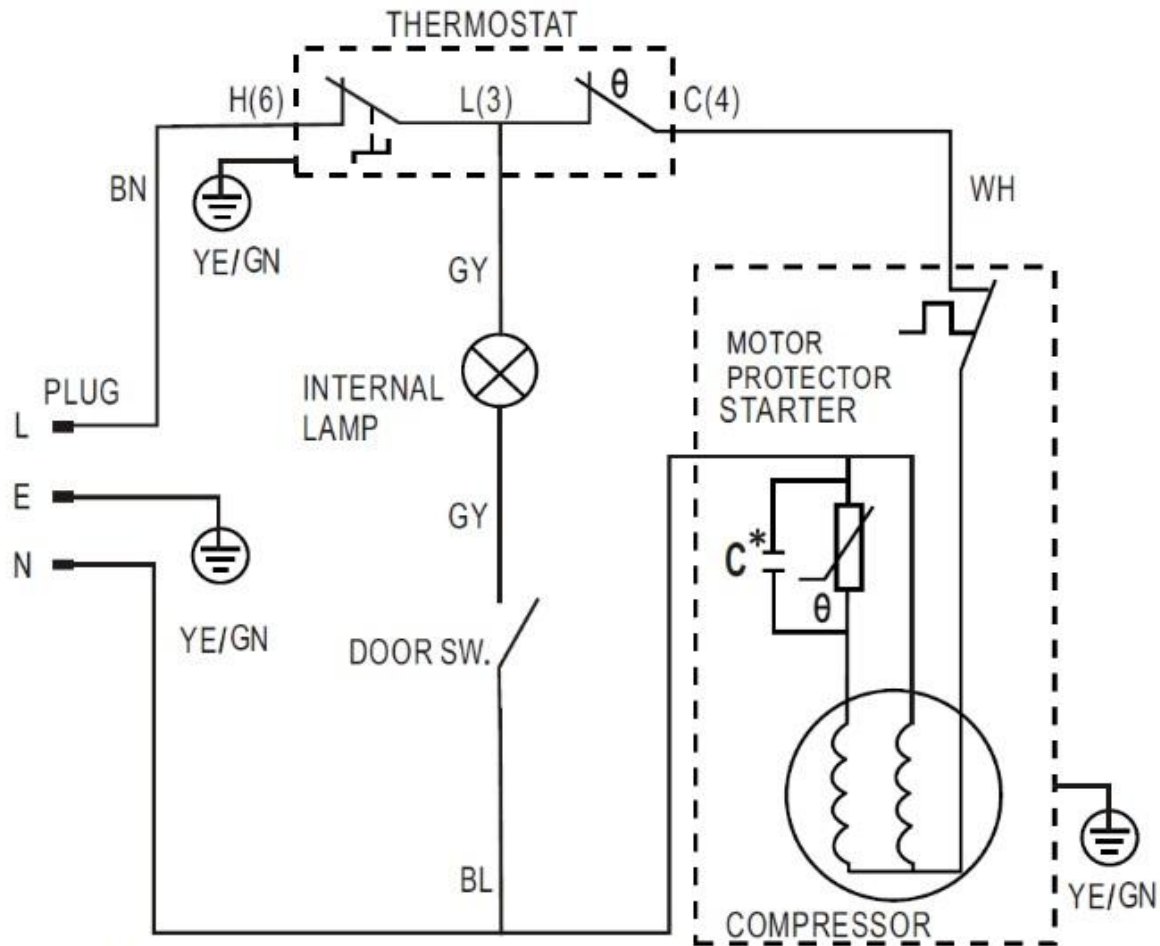 THERMOSTAT
H(6)
L(3)
θ
C(4)
BN
WH
YE/GN
GY
MOTOR
PROTECTOR
STARTER
PLUG
INTERNAL
LAMP
L
E
GY
C*
N
θ
YE/GN
DOOR SW.
BL
YE/GN
COMPRESSOR